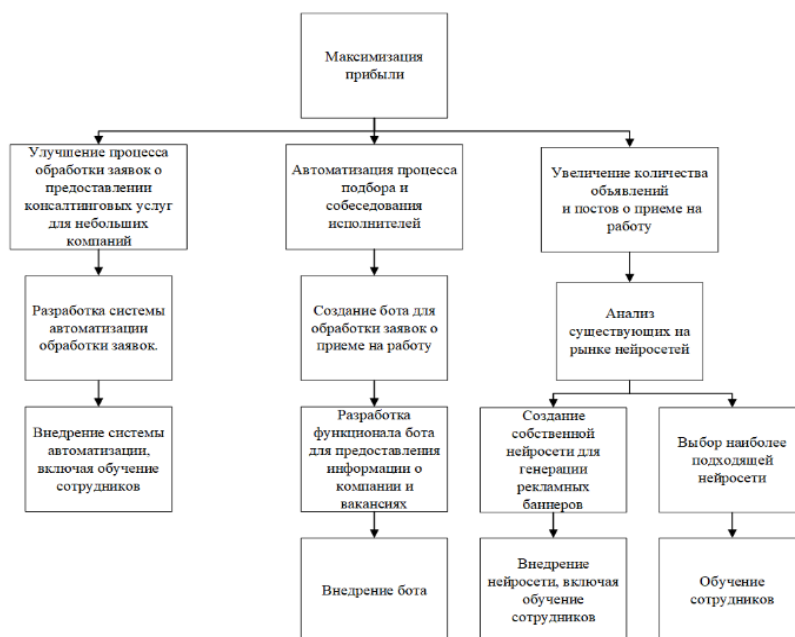 Максимизация
прибыли
Улучшение процесса
обработки заявок о
предоставлении
консалтинговых услуг
для небольших
компаний
Автоматизация процесса
подбора и
собеседования
исполнителей
Увеличение количества
объявлений
и постов о приеме на
работу
Разработка системы
автоматизации
обработки заявок.
Создание бота для
обработки заявок о
приеме на работу
Анализ
существующих на
рынке нейросетей
Внедрение системы
автоматизации,
включая обучение
сотрудников
Разработка
функционала бота
для предоставления
информации о
компании и
вакансиях
Создание
собственной
нейросети для
генерации
рекламных
баннеров
Выбор наиболее
подходящей
нейросети
Внедрение бота
Внедрение
нейросети, включая
обучение
сотрудников
Обучение
сотрудников